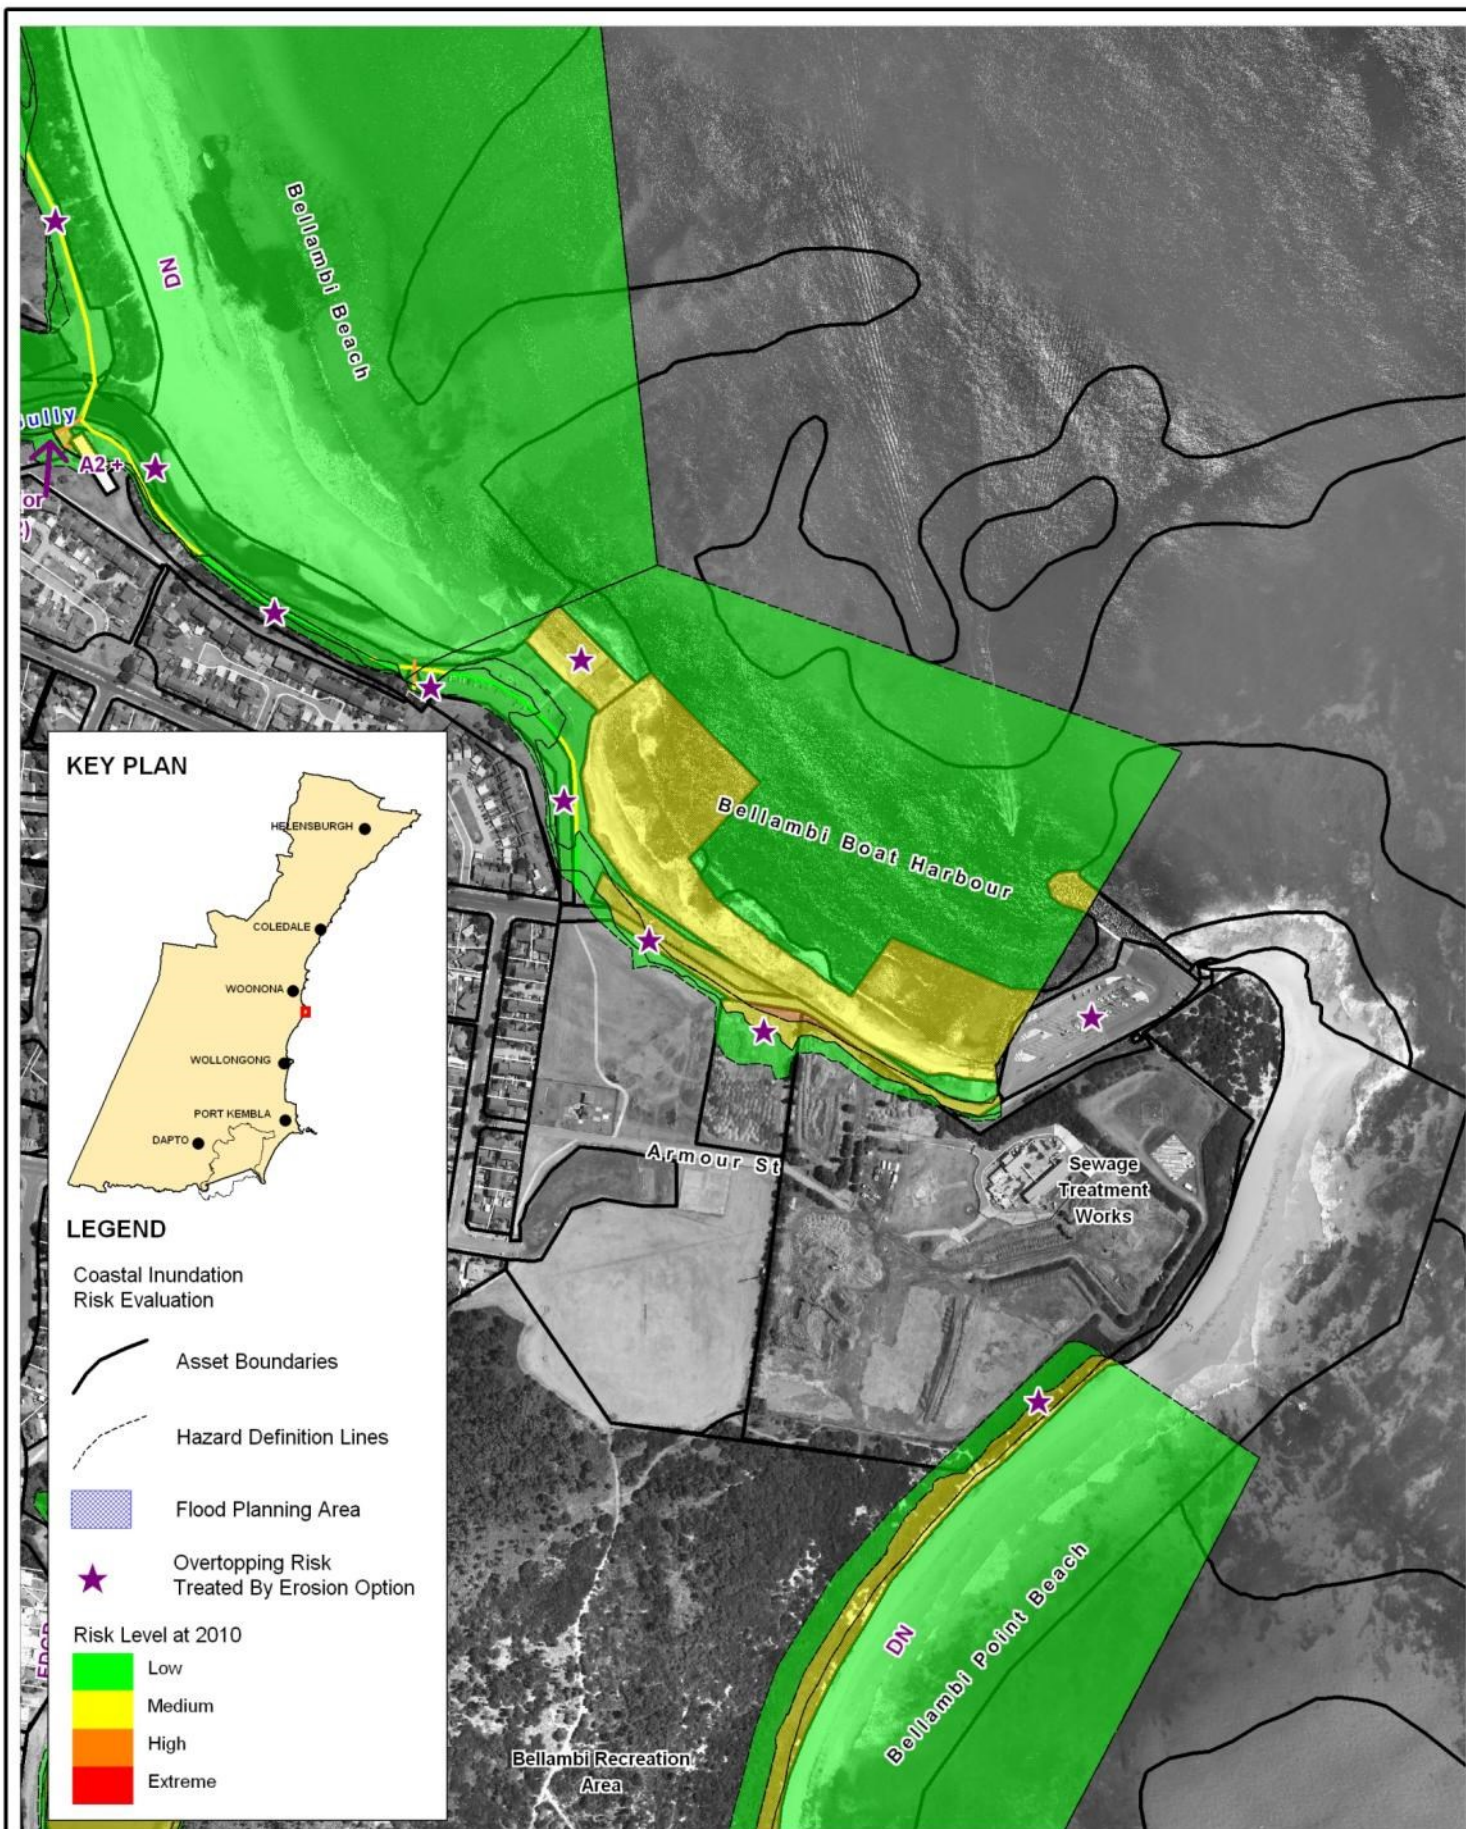 Bellambi Beach
DN
ully
A2 +
or
Bellambi Boat Harbour
Armour St
Sewage
Treatment
Works
Bellambi Point Beach
DN
Bellambi Recreation
Area
KEY PLAN
HELENSBURGH
COLEDALE
WOONONA
WOLLONGONG
PORT KEMBLA
DAPTO
LEGEND
Coastal Inundation
Risk Evaluation
Asset Boundaries
Hazard Definition Lines
Flood Planning Area
Overtopping Risk
Treated By Erosion Option
Risk Level at 2010
Low
Medium
High
Extreme